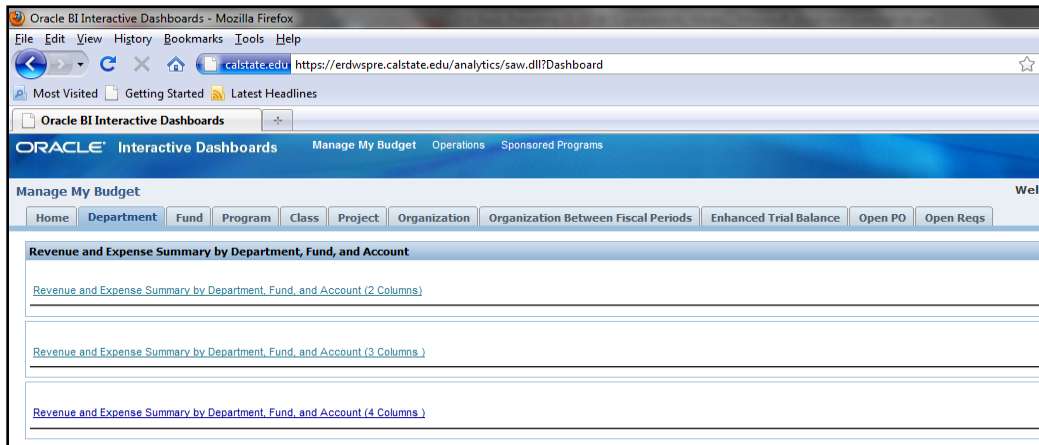 Oracle BI Interactive Dashboards - Mozilla Firefox
File Edit View History Bookmarks Tools Help
calstate.edu https://erdwspre.calstate.edu/analytics/saw.dll?Dashboard
Most Visited Getting Started Latest Headlines
Oracle BI Interactive Dashboards
ORACLE Interactive Dashboards Manage My Budget Operations Sponsored Programs
Manage My Budget Wel
Home Department Fund Program Class Project Organization Organization Between Fiscal Periods Enhanced Trial Balance Open PO Open Reqs
Revenue and Expense Summary by Department, Fund, and Account
Revenue and Expense Summary by Department, Fund, and Account (2 Columns)
Revenue and Expense Summary by Department, Fund, and Account (3 Columns )
Revenue and Expense Summary by Department, Fund, and Account (4 Columns )